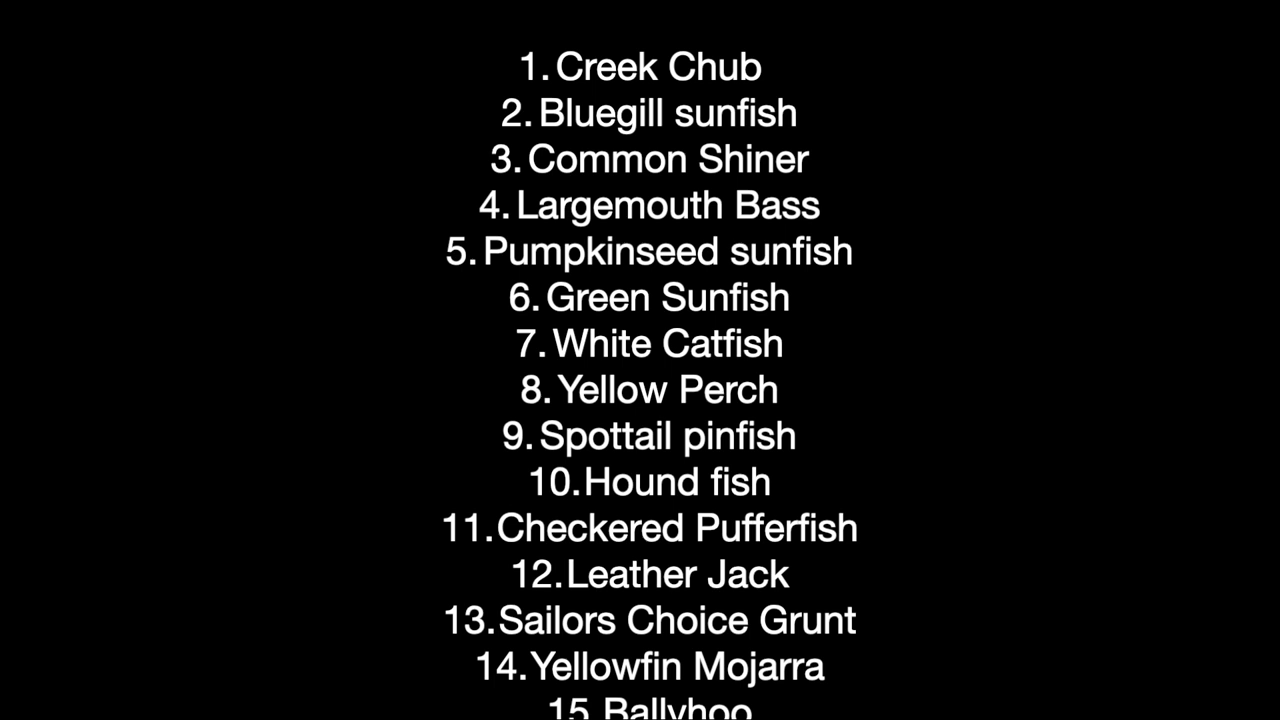 1. Creek Chub
2. Bluegill sunfish
3. Common Shiner
4. Largemouth Bass
5. Pumpkinseed sunfish
6. Green Sunfish
7. White Catfish
8. Yellow Perch
9. Spottail pinfish
10. Hound fish
11. Checkered Pufferfish
12. Leather Jack
13. Sailors Choice Grunt
14. Yellowfin Mojarra
15. Ballyhoo